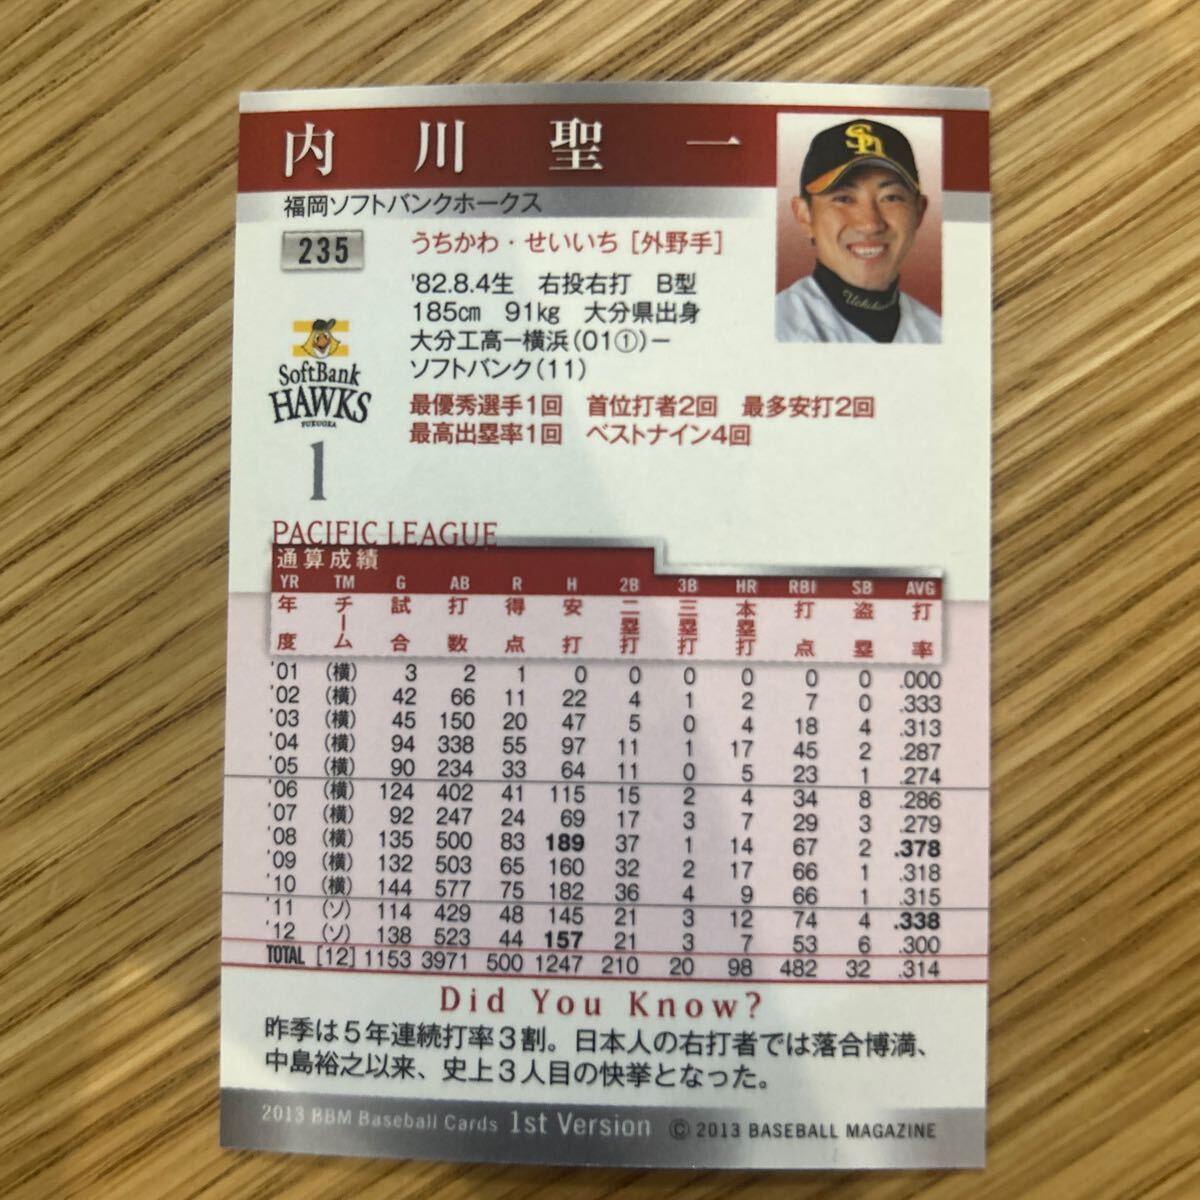 内川聖一
福岡ソフトバンクホークス
235
うちかわ・せいいち [外野手]
'82.8.4生 右投右打 B型
185cm 91kg 大分県出身
大分工高ー横浜(01①)ー
ソフトバンク(11)
SoftBank
HAWKS
FUKUOKA
最優秀選手1回 首位打者2回 最多安打2回
最高出塁率1回 ベストナイン4回
1
PACIFIC LEAGUE
通算成績
YR TM G AB R H 2B 3B HR RBI SB AVG
年度 チーム 試合 打数 得点 安打 二塁打 三塁打 本塁打 打点 盗塁 打率
'01 (横) 3 2 1 0 0 0 0 0 0 .000
'02 (横) 42 66 11 22 4 1 2 7 0 .333
'03 (横) 45 150 20 47 5 0 4 18 4 .313
'04 (横) 94 338 55 97 11 1 17 45 2 .287
'05 (横) 90 234 33 64 11 0 5 23 1 .274
'06 (横) 124 402 41 115 15 2 4 34 8 .286
'07 (横) 92 247 24 69 17 3 7 29 3 .279
'08 (横) 135 500 83 189 37 1 14 67 2 .378
'09 (横) 132 503 65 160 32 2 17 66 1 .318
'10 (横) 144 577 75 182 36 4 9 66 1 .315
'11 (ソ) 114 429 48 145 21 3 12 74 4 .338
'12 (ソ) 138 523 44 157 21 3 7 53 6 .300
TOTAL [12] 1153 3971 500 1247 210 20 98 482 32 .314
Did You Know?
昨季は5年連続打率3割。日本人の右打者では落合博満、
中島裕之以来、史上3人目の快挙となった。
2013 BBM Baseball Cards 1st Version © 2013 BASEBALL MAGAZINE